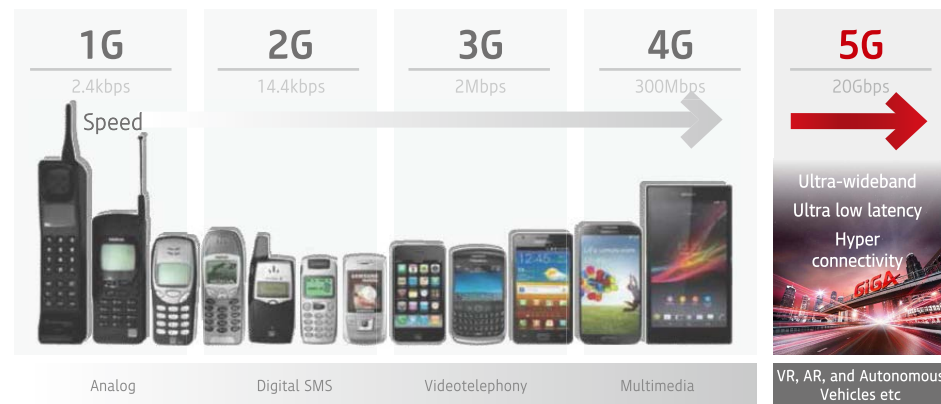 1G
2G
3G
4G
5G
2.4kbps
14.4kbps
2Mbps
300Mbps
20Gbps
Speed
Ultra-wideband
Ultra low latency
Hyper
connectivity
GiGA
Analog
Digital SMS
Videotelephony
Multimedia
VR, AR, and Autonomous
Vehicles etc